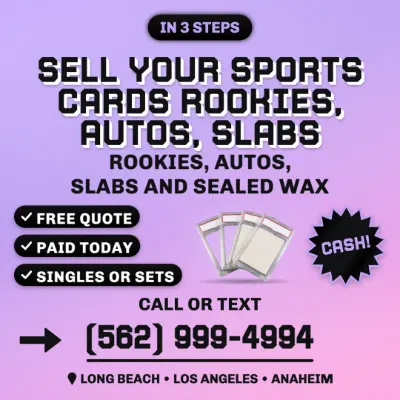 IN 3 STEPS
SELL YOUR SPORTS
CARDS ROOKIES,
AUTOS, SLABS
ROOKIES, AUTOS,
SLABS AND SEALED WAX
FREE QUOTE
PAID TODAY
SINGLES OR SETS
CASH!
CALL OR TEXT
(562) 999-4994
LONG BEACH • LOS ANGELES • ANAHEIM